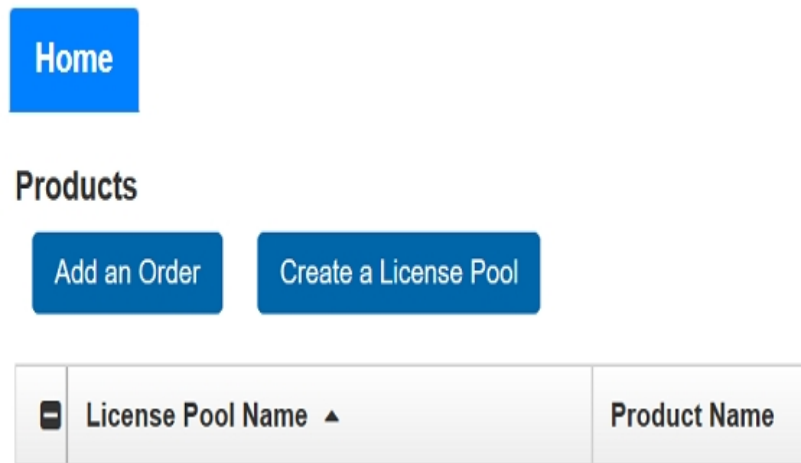 Home
Products
Add an Order Create a License Pool
License Pool Name Product Name